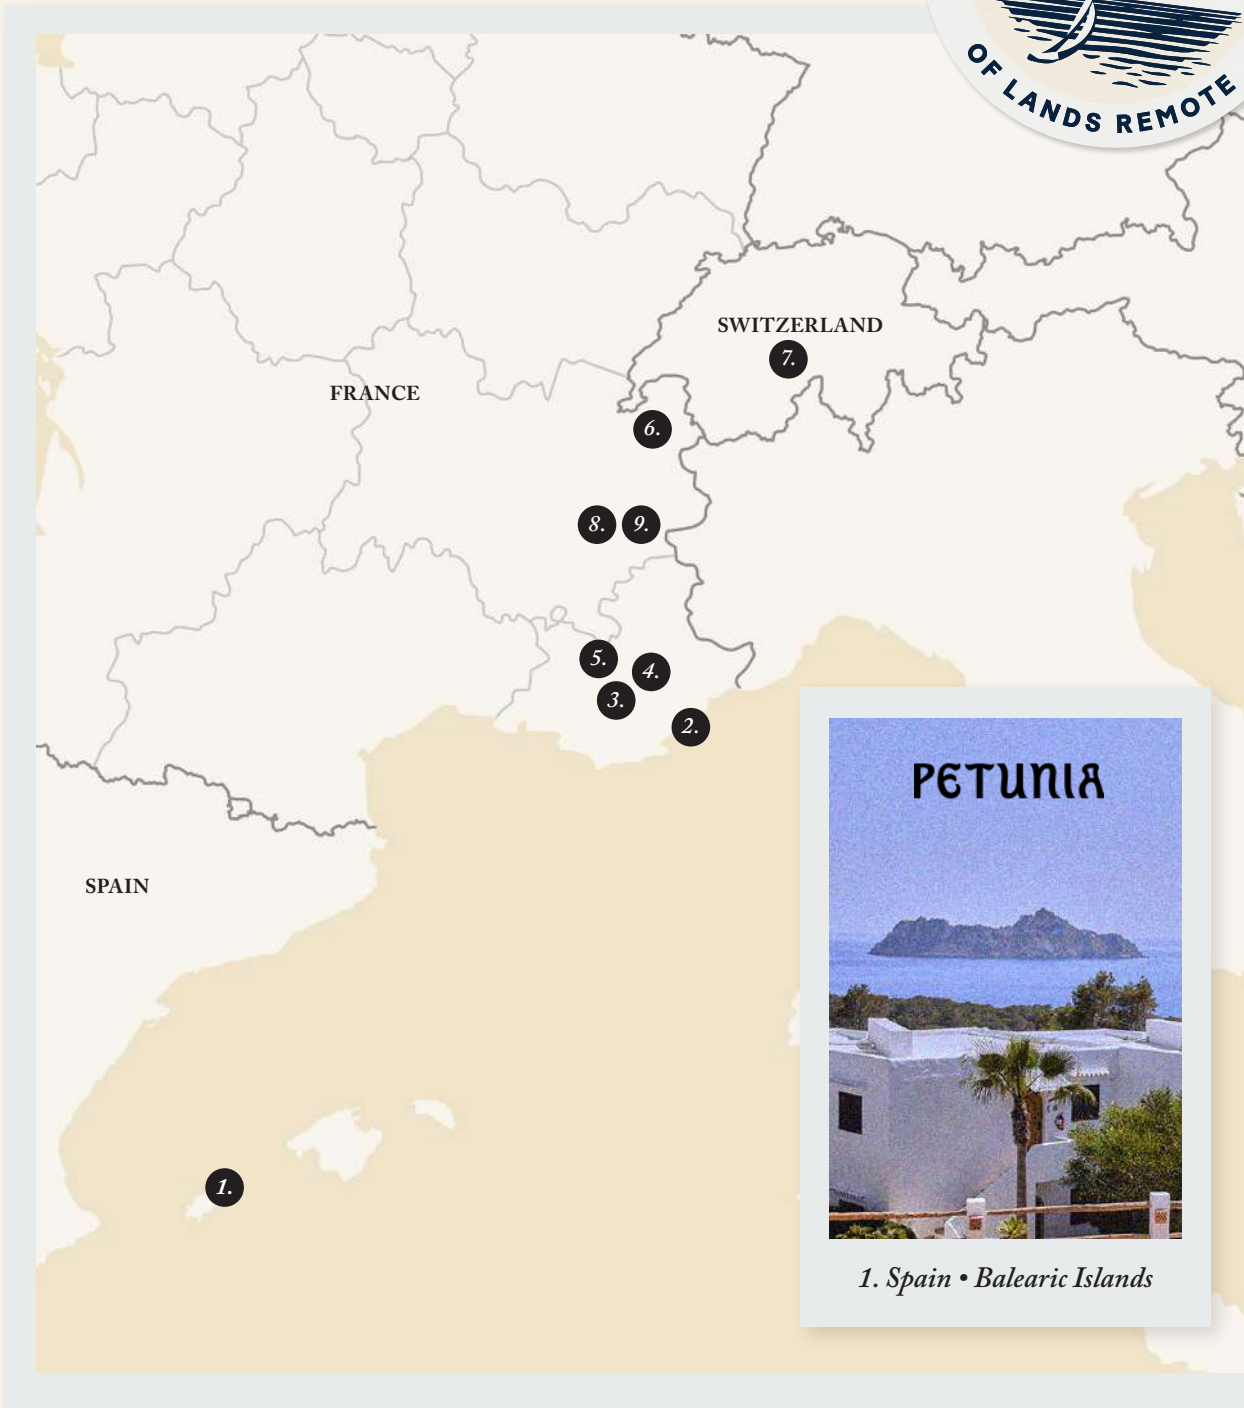 OF LANDS REMOTE
SWITZERLAND
7.
FRANCE
6.
8.
9.
5.
4.
3.
2.
PETUNIA
SPAIN
1.
1. Spain • Balearic Islands